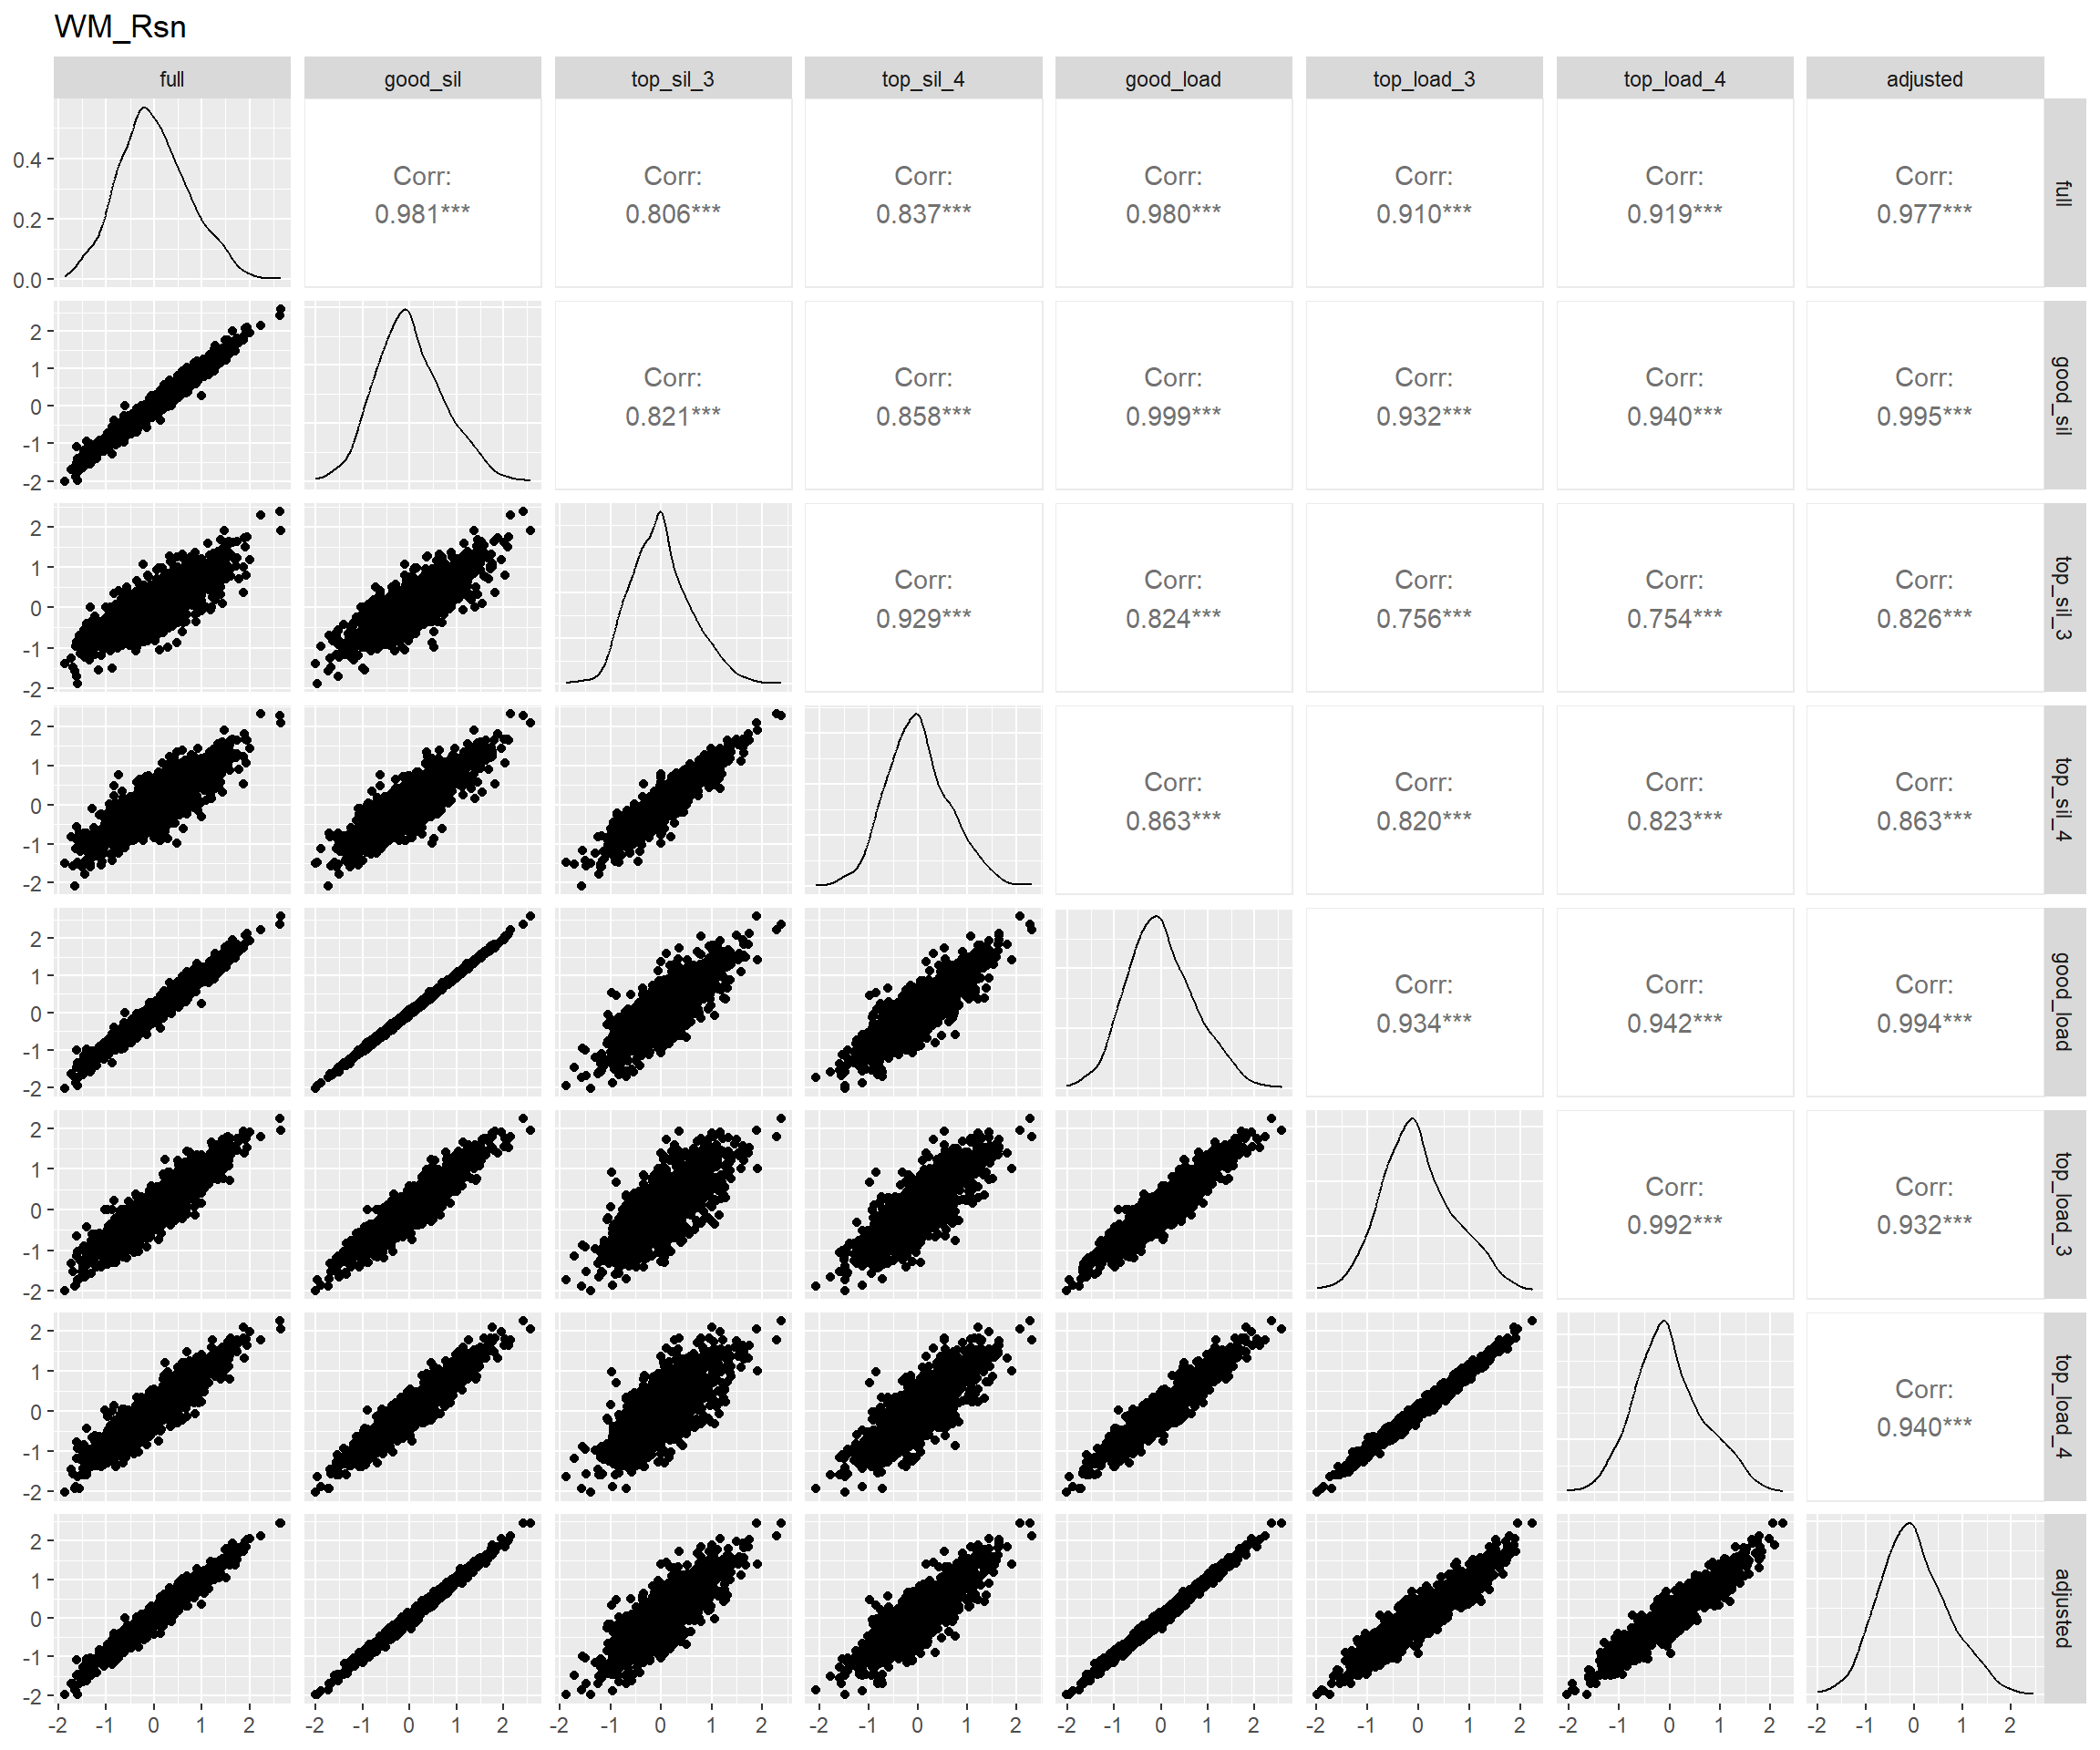 WM_Rsn
full good_sil top_sil_3 top_sil_4 good_load top_load_3 top_load_4 adjusted
0.4
0.2
0.0
Corr: Corr: Corr: Corr: Corr: Corr: Corr:
0.981*** 0.806*** 0.837*** 0.980*** 0.910*** 0.919*** 0.977***
full
2
1
0
-1
-2
Corr: Corr: Corr: Corr: Corr: Corr:
0.821*** 0.858*** 0.999*** 0.932*** 0.940*** 0.995***
good_sil
2
1
0
-1
-2
Corr: Corr: Corr: Corr: Corr:
0.929*** 0.824*** 0.756*** 0.754*** 0.826***
top_sil_3
2
1
0
-1
-2
Corr: Corr: Corr: Corr:
0.863*** 0.820*** 0.823*** 0.863***
top_sil_4
2
1
0
-1
-2
Corr: Corr: Corr:
0.934*** 0.942*** 0.994***
good_load
2
1
0
-1
-2
Corr: Corr:
0.992*** 0.932***
top_load_3
2
1
0
-1
-2
Corr:
0.940***
top_load_4
2
1
0
-1
-2
adjusted
-2 -1 0 1 2 -2 -1 0 1 2 -2 -1 0 1 2 -2 -1 0 1 2 -2 -1 0 1 2 -2 -1 0 1 2 -2 -1 0 1 2 -2 -1 0 1 2